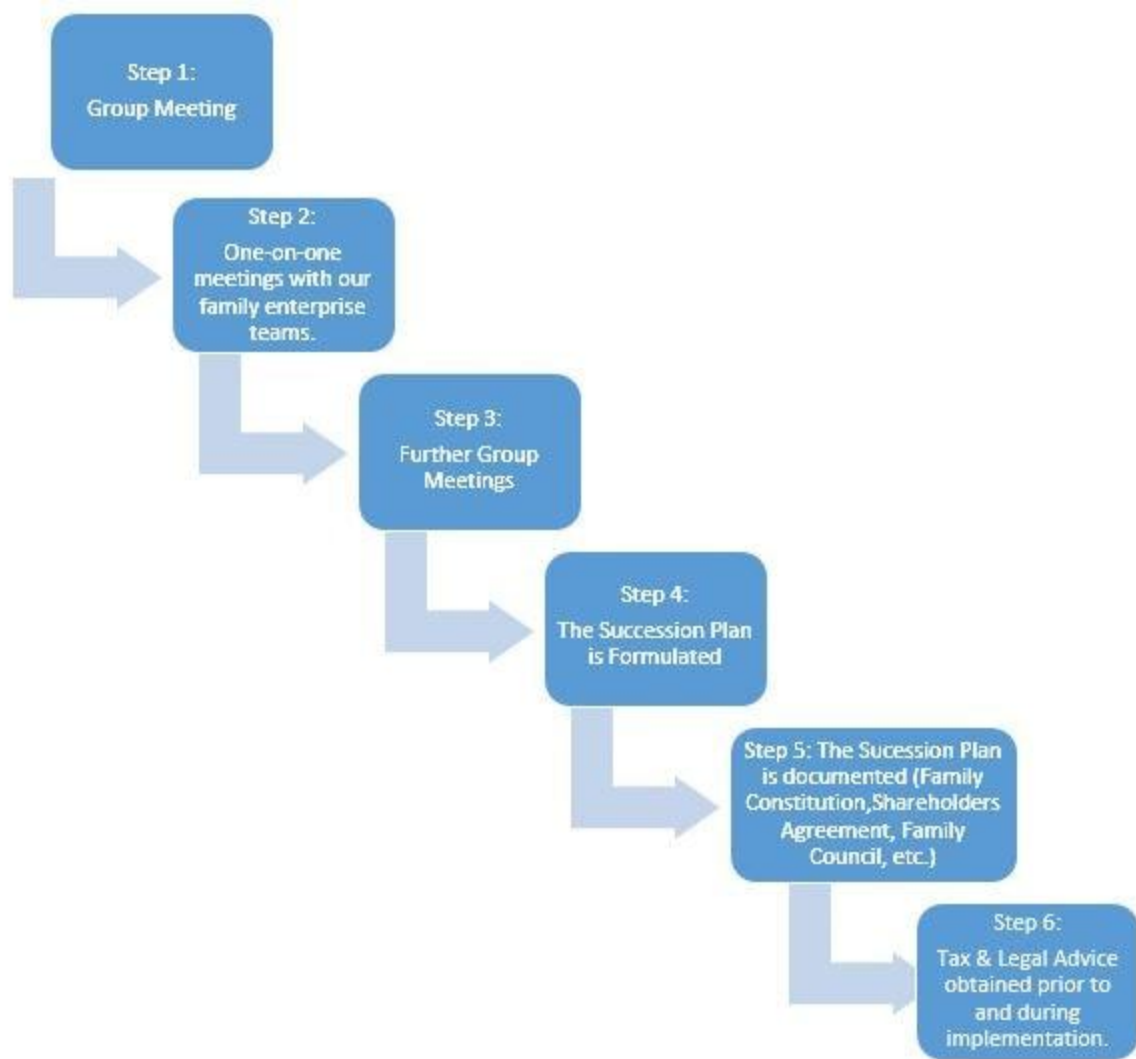 Step 1:
Group Meeting
Step 2:
One-on-one
meetings with our
family enterprise
teams.
Step 3:
Further Group
Meetings
Step 4:
The Succession Plan
is Formulated
Step 5: The Sucession Plan
is documented (Family
Constitution,Shareholders
Agreement, Family
Council, etc.)
Step 6:
Tax & Legal Advice
obtained prior to
and during
implementation.